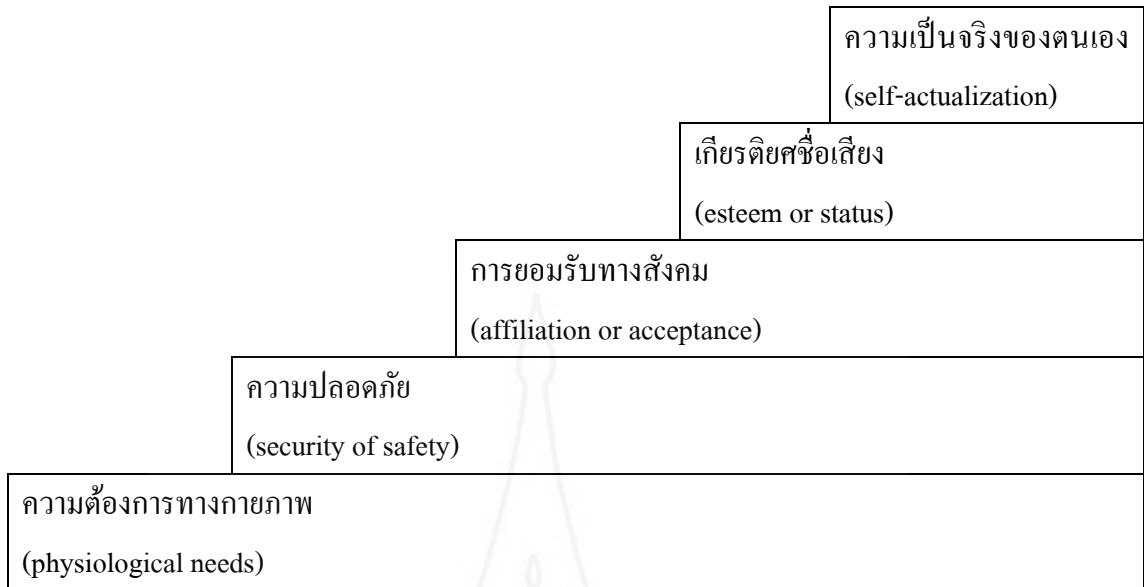 ความเป็นจริงของตนเอง
(self-actualization)
เกียรติยศชื่อเสียง
(esteem or status)
การยอมรับทางสังคม
(affiliation or acceptance)
ความปลอดภัย
(security of safety)
ความต้องการทางกายภาพ
(physiological needs)